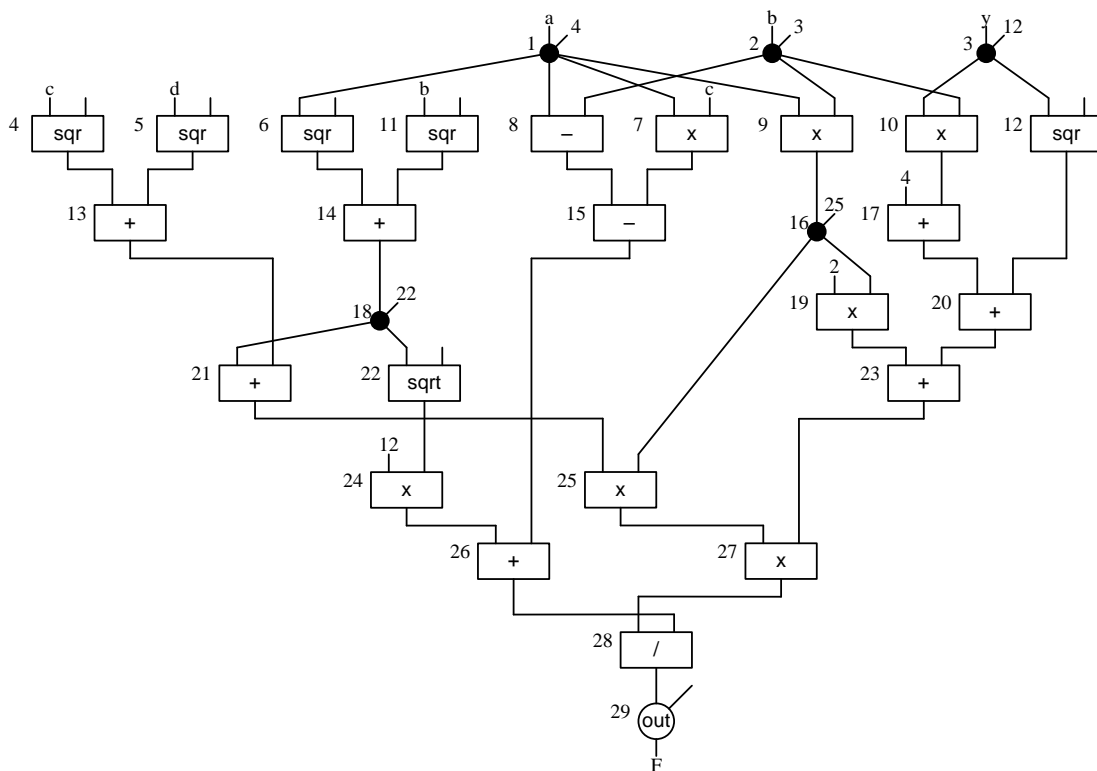 a b y
4 3 12
1 2 3
c d b c
4 sqr 5 sqr 6 sqr 11 sqr 8 – 7 x 9 x 10 x 12 sqr
4
13 + 14 + 15 – 16 25 17 +
22
18
2
19 x 20 +
21 + 22 sqrt 23 +
12
24 x 25 x
26 + 27 x
28 /
29 out
F